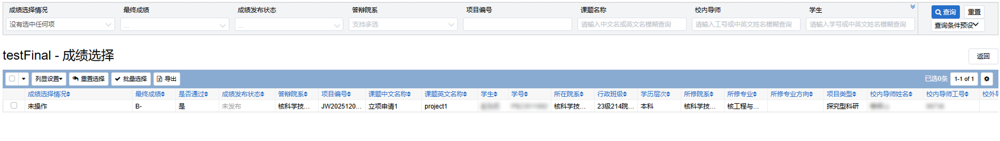 成绩选择情况 最终成绩 成绩发布状态 答辩院系 项目编号 课题名称 校内导师 学生 查询 重置
没有选中任何项 ... ... 支持多选 请输入中文名或英文名模糊查询 请输入工号或中英文姓名模糊查询 请输入学号或中英文姓名模糊查询 查询条件预设
testFinal - 成绩选择 返回
列显设置 重置选择 批量选择 导出 已选0条 1-1 of 1
成绩选择情况 最终成绩 是否通过 成绩发布状态 答辩院系 项目编号 课题中文名称 课题英文名称 学生 学号 所在院系 行政班级 学历层次 所修院系 所修专业 所修专业方向 项目类型 校内导师姓名 校内导师工号 校外导
未操作 B- 是 未发布 核科学技... JW2025120... 立项申请1 project1 核科学技... 23级214院... 本科 核科学技... 核工程与... 探究型科研